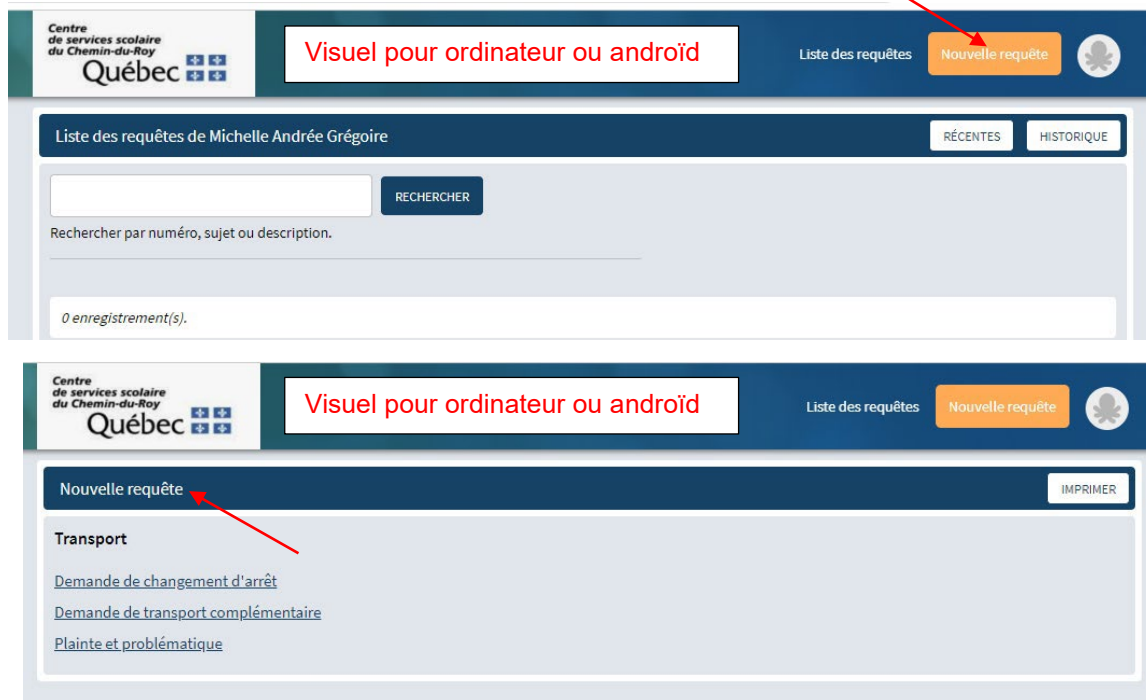 Centre
de services scolaire
du Chemin-du-Roy
Québec
Visuel pour ordinateur ou androïd
Liste des requêtes
Nouvelle requête
Liste des requêtes de Michelle Andrée Grégoire
RÉCENTES
HISTORIQUE
RECHERCHER
Rechercher par numéro, sujet ou description.
0 enregistrement(s).
Centre
de services scolaire
du Chemin-du-Roy
Québec
Visuel pour ordinateur ou androïd
Liste des requêtes
Nouvelle requête
Nouvelle requête
IMPRIMER
Transport
Demande de changement d'arrêt
Demande de transport complémentaire
Plainte et problématique